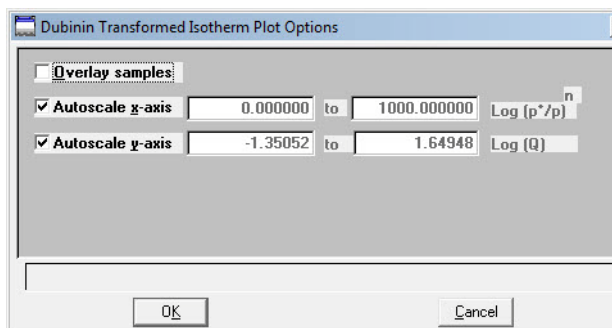 Dubinin Transformed Isotherm Plot Options
Overlay samples
Autoscale x-axis 0.000000 to 1000.000000 Log (p°/p)n
Autoscale y-axis -1.35052 to 1.64948 Log (Q)
OK Cancel